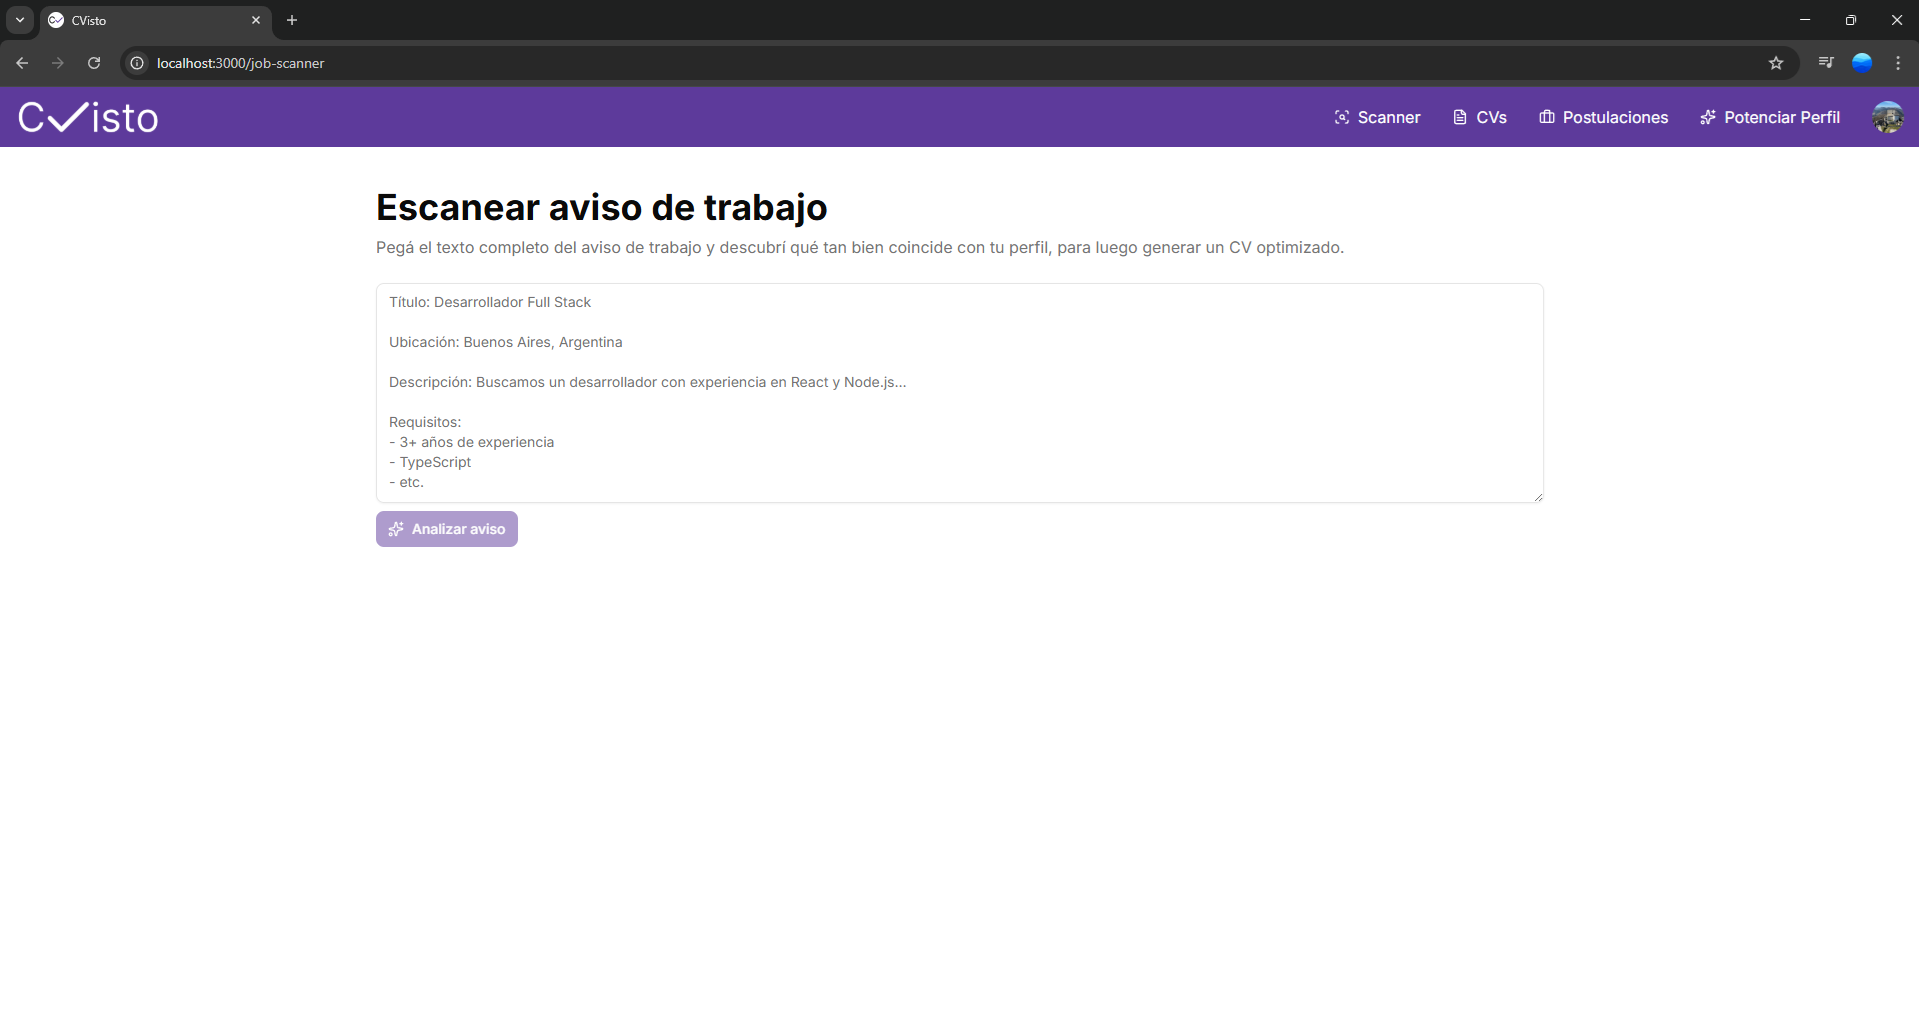 CVisto
localhost:3000/job-scanner
CVisto
Scanner
CVs
Postulaciones
Potenciar Perfil
Escanear aviso de trabajo
Pegá el texto completo del aviso de trabajo y descubrí qué tan bien coincide con tu perfil, para luego generar un CV optimizado.
Título: Desarrollador Full Stack
Ubicación: Buenos Aires, Argentina
Descripción: Buscamos un desarrollador con experiencia en React y Node.js...
Requisitos:
- 3+ años de experiencia
- TypeScript
- etc.
Analizar aviso